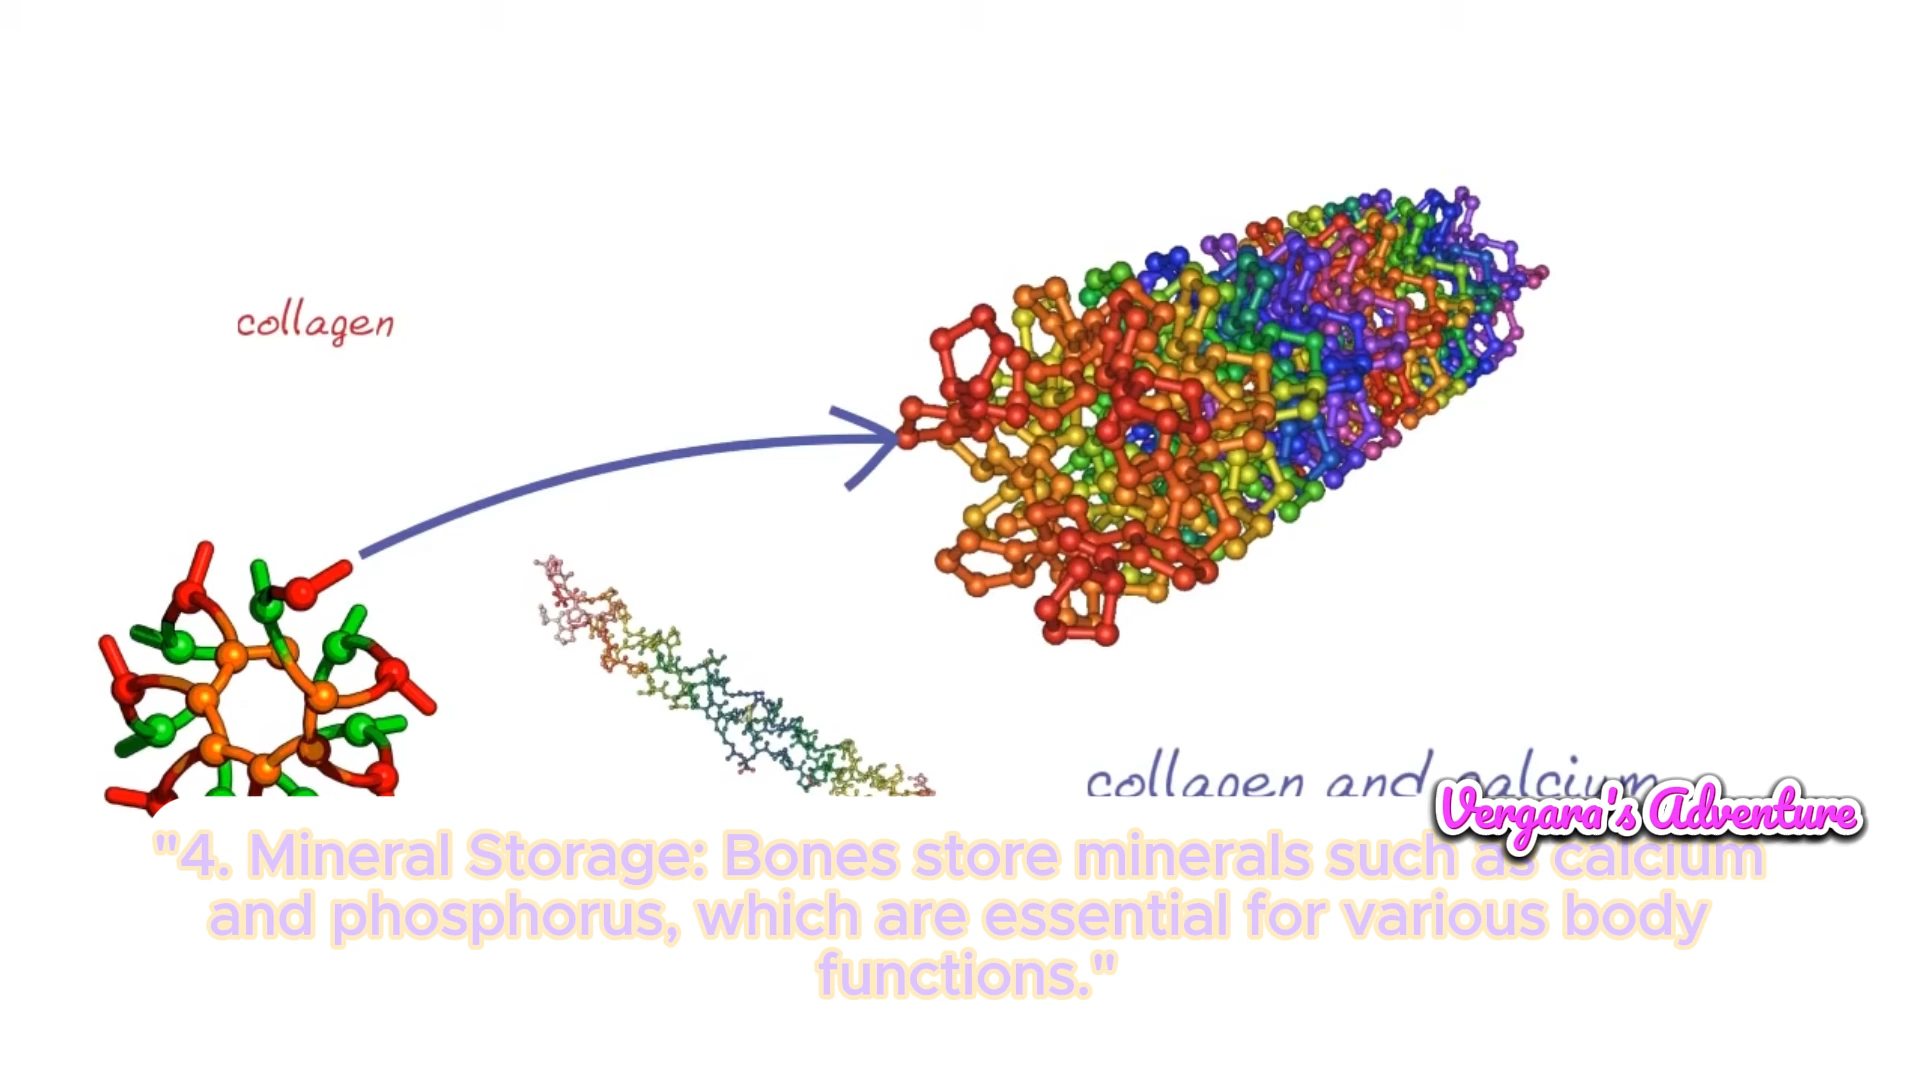 collagen
collagen and calcium
Vergara's Adventure
"4. Mineral Storage: Bones store minerals such as calcium
and phosphorus, which are essential for various body
functions."